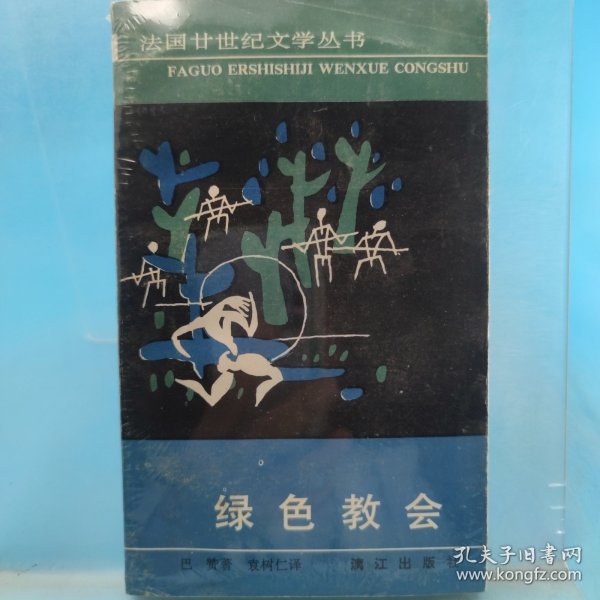 法国廿世纪文学丛书
FAGUO ERSHISHIJI WENXUE CONGSHU
绿色教会
巴 赞著 袁树仁译 漓江出版社
孔夫子旧书网
www.kongfz.com